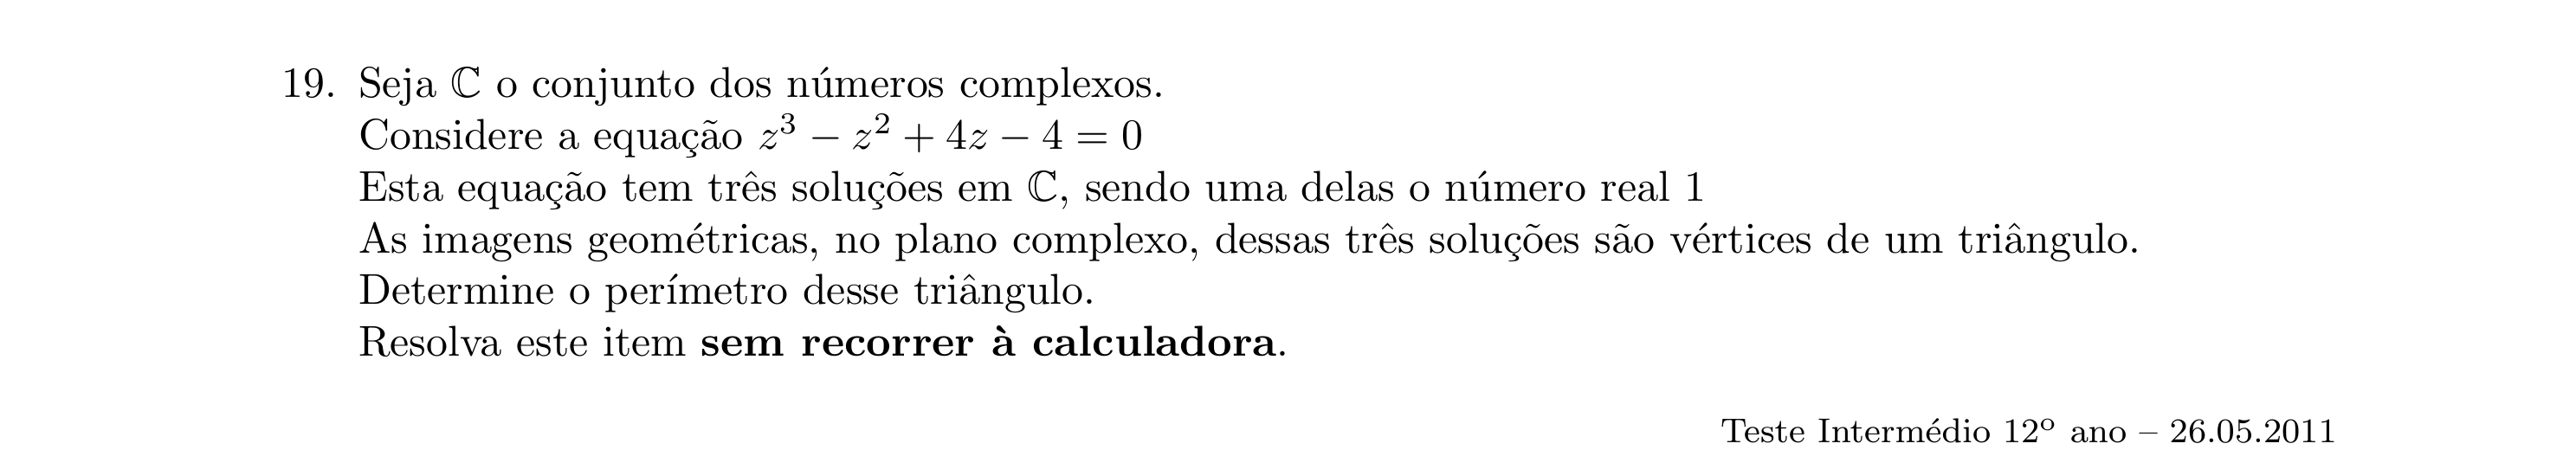 19. Seja ℂ o conjunto dos números complexos.
Considere a equação z³ − z² + 4z − 4 = 0
Esta equação tem três soluções em ℂ, sendo uma delas o número real 1
As imagens geométricas, no plano complexo, dessas três soluções são vértices de um triângulo.
Determine o perímetro desse triângulo.
Resolva este item sem recorrer à calculadora.
Teste Intermédio 12º ano – 26.05.2011